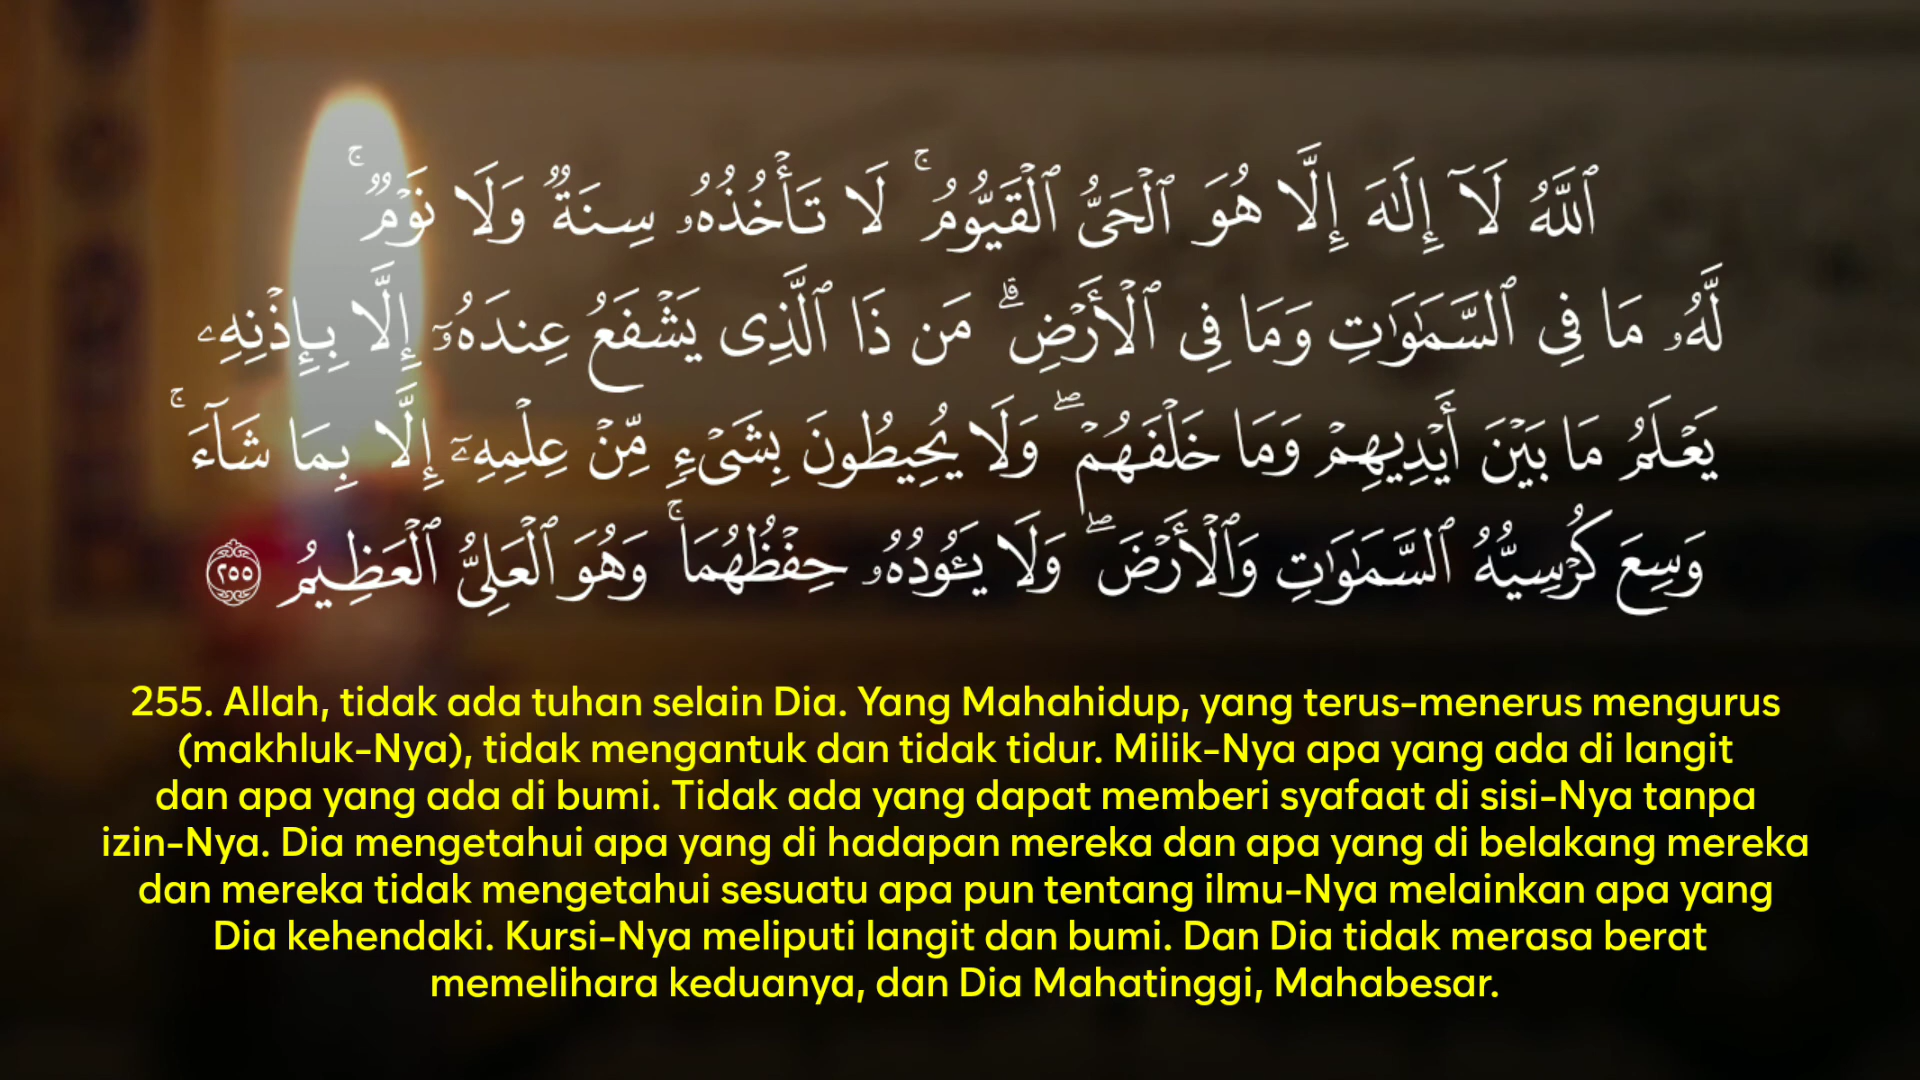 ٱللَّهُ لَآ إِلَٰهَ إِلَّا هُوَ ٱلْحَىُّ ٱلْقَيُّومُ ۚ لَا تَأْخُذُهُۥ سِنَةٌ وَلَا نَوْمٌ ۚ
لَّهُۥ مَا فِى ٱلسَّمَٰوَٰتِ وَمَا فِى ٱلْأَرْضِ ۗ مَن ذَا ٱلَّذِى يَشْفَعُ عِندَهُۥٓ إِلَّا بِإِذْنِهِۦ
يَعْلَمُ مَا بَيْنَ أَيْدِيهِمْ وَمَا خَلْفَهُمْ ۖ وَلَا يُحِيطُونَ بِشَىْءٍ مِّنْ عِلْمِهِۦٓ إِلَّا بِمَا شَآءَ ۚ
وَسِعَ كُرْسِيُّهُ ٱلسَّمَٰوَٰتِ وَٱلْأَرْضَ ۖ وَلَا يَـُٔودُهُۥ حِفْظُهُمَا ۚ وَهُوَ ٱلْعَلِىُّ ٱلْعَظِيمُ ٢٥٥
255. Allah, tidak ada tuhan selain Dia. Yang Mahahidup, yang terus-menerus mengurus
(makhluk-Nya), tidak mengantuk dan tidak tidur. Milik-Nya apa yang ada di langit
dan apa yang ada di bumi. Tidak ada yang dapat memberi syafaat di sisi-Nya tanpa
izin-Nya. Dia mengetahui apa yang di hadapan mereka dan apa yang di belakang mereka
dan mereka tidak mengetahui sesuatu apa pun tentang ilmu-Nya melainkan apa yang
Dia kehendaki. Kursi-Nya meliputi langit dan bumi. Dan Dia tidak merasa berat
memelihara keduanya, dan Dia Mahatinggi, Mahabesar.